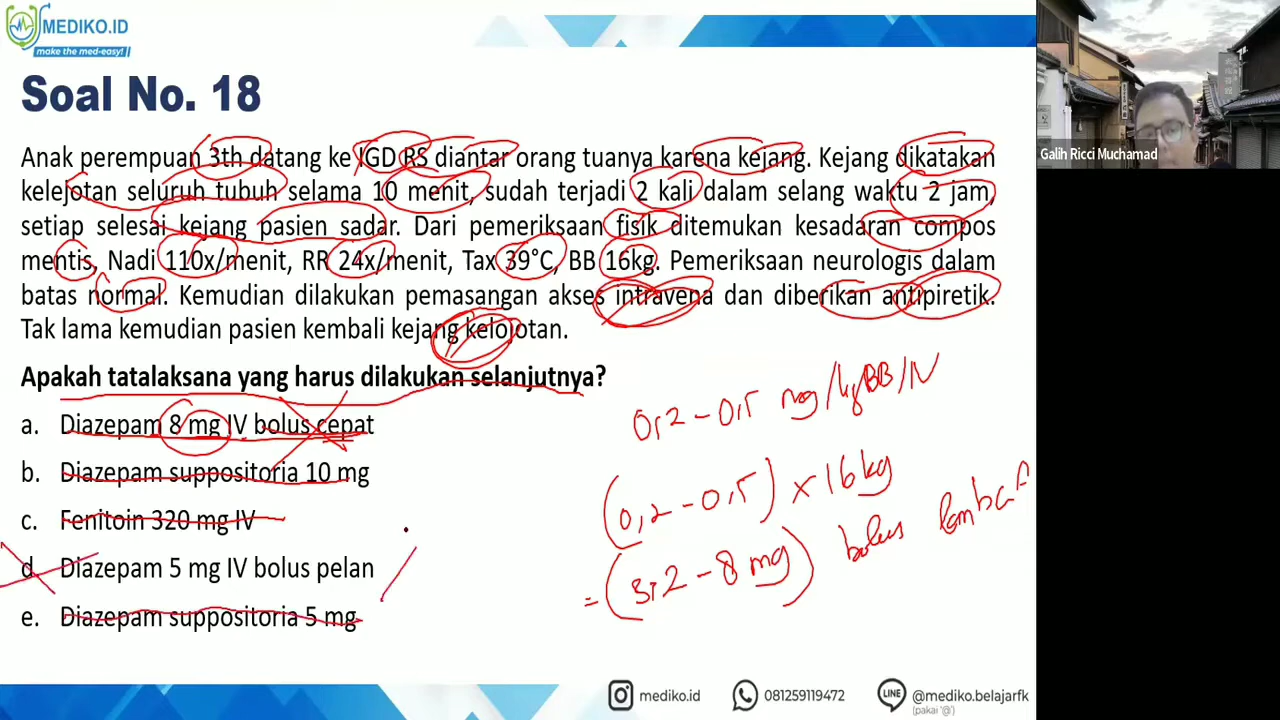 MEDIKO.ID
make the med-easy!
Soal No. 18
Anak perempuan 3th datang ke IGD RS diantar orang tuanya karena kejang. Kejang dikatakan
kelejotan seluruh tubuh selama 10 menit, sudah terjadi 2 kali dalam selang waktu 2 jam,
setiap selesai kejang pasien sadar. Dari pemeriksaan fisik ditemukan kesadaran compos
mentis, Nadi 110x/menit, RR 24x/menit, Tax 39°C, BB 16kg. Pemeriksaan neurologis dalam
batas normal. Kemudian dilakukan pemasangan akses intravena dan diberikan antipiretik.
Tak lama kemudian pasien kembali kejang kelojotan.
Apakah tatalaksana yang harus dilakukan selanjutnya?
a. Diazepam 8 mg IV bolus cepat
b. Diazepam suppositoria 10 mg
c. Fenitoin 320 mg IV
d. Diazepam 5 mg IV bolus pelan
e. Diazepam suppositoria 5 mg
0,2 - 0,5 mg/kgBB/IV
(0,2 - 0,5) x 16kg
= (3,2 - 8 mg) bolus lambat
mediko.id
081259119472
@mediko.belajarfk
(pakai '@')
Galih Ricci Muchamad